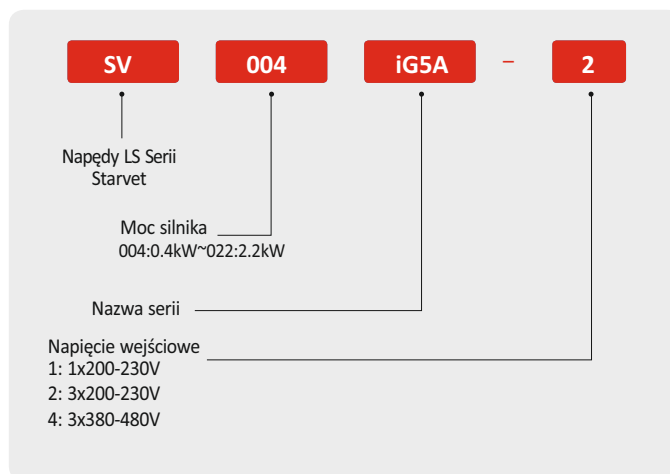 SV 004 iG5A - 2
Napędy LS Serii
Starvet
Moc silnika
004:0.4kW~022:2.2kW
Nazwa serii
Napięcie wejściowe
1: 1x200-230V
2: 3x200-230V
4: 3x380-480V